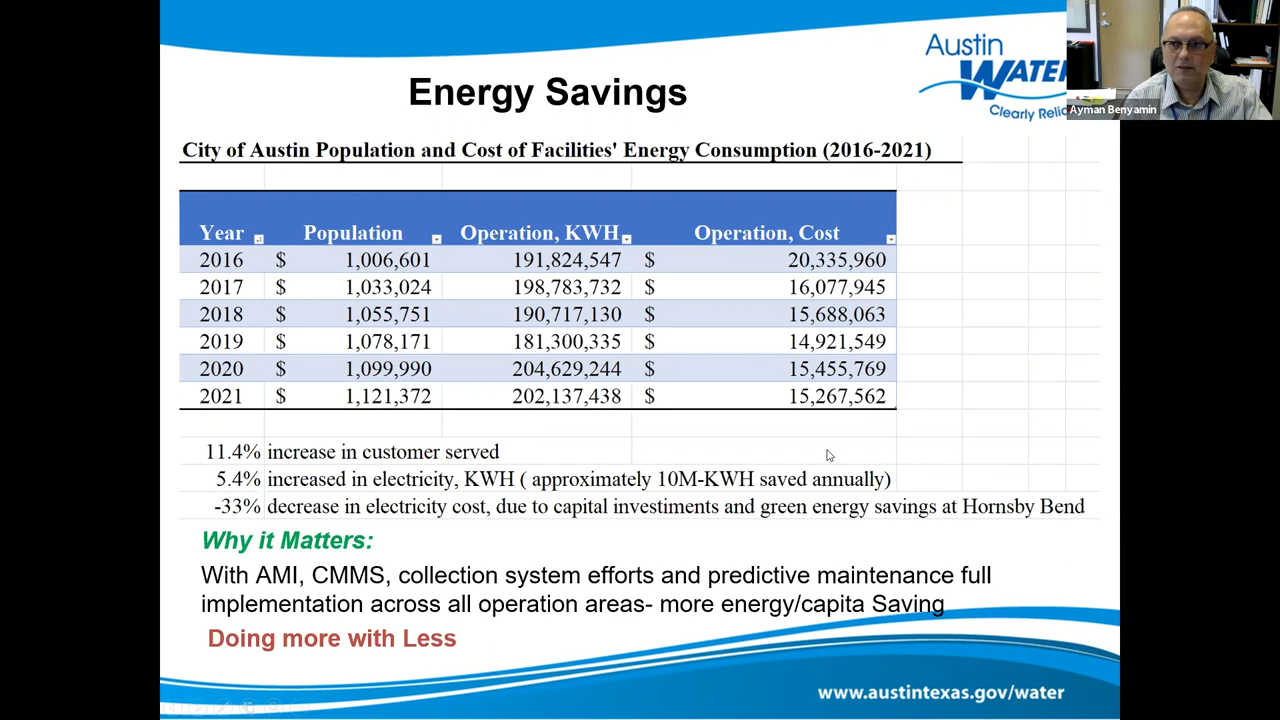 Austin
WATER
Clearly Relia
Ayman Benyamin
Energy Savings
City of Austin Population and Cost of Facilities' Energy Consumption (2016-2021)
Year Population Operation, KWH Operation, Cost
2016 $ 1,006,601 191,824,547 $ 20,335,960
2017 $ 1,033,024 198,783,732 $ 16,077,945
2018 $ 1,055,751 190,717,130 $ 15,688,063
2019 $ 1,078,171 181,300,335 $ 14,921,549
2020 $ 1,099,990 204,629,244 $ 15,455,769
2021 $ 1,121,372 202,137,438 $ 15,267,562
11.4% increase in customer served
5.4% increased in electricity, KWH ( approximately 10M-KWH saved annually)
-33% decrease in electricity cost, due to capital investiments and green energy savings at Hornsby Bend
Why it Matters:
With AMI, CMMS, collection system efforts and predictive maintenance full
implementation across all operation areas- more energy/capita Saving
Doing more with Less
www.austintexas.gov/water